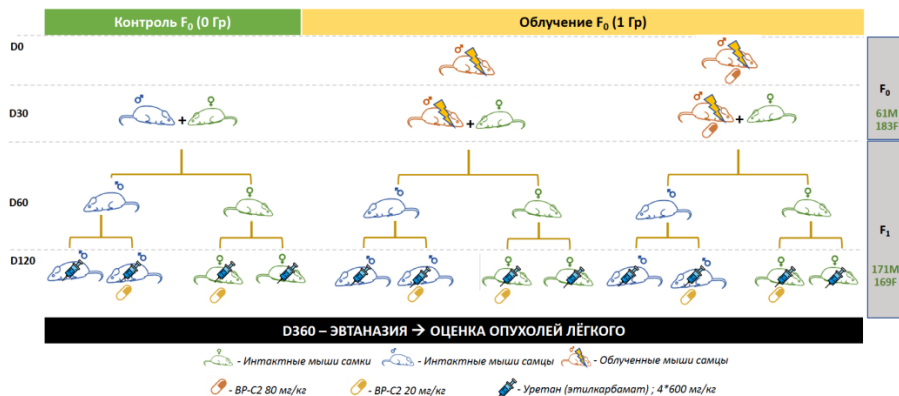 Контроль F₀ (0 Гр) Облучение F₀ (1 Гр)
D0
D30
F₀
61M
183F
D60
D120
F₁
171M
169F
D360 – ЭВТАНАЗИЯ → ОЦЕНКА ОПУХОЛЕЙ ЛЁГКОГО
- Интактные мыши самки - Интактные мыши самцы - Облученные мыши самцы
- BP-C2 80 мг/кг - BP-C2 20 мг/кг - Уретан (этилкарбамат) ; 4*600 мг/кг